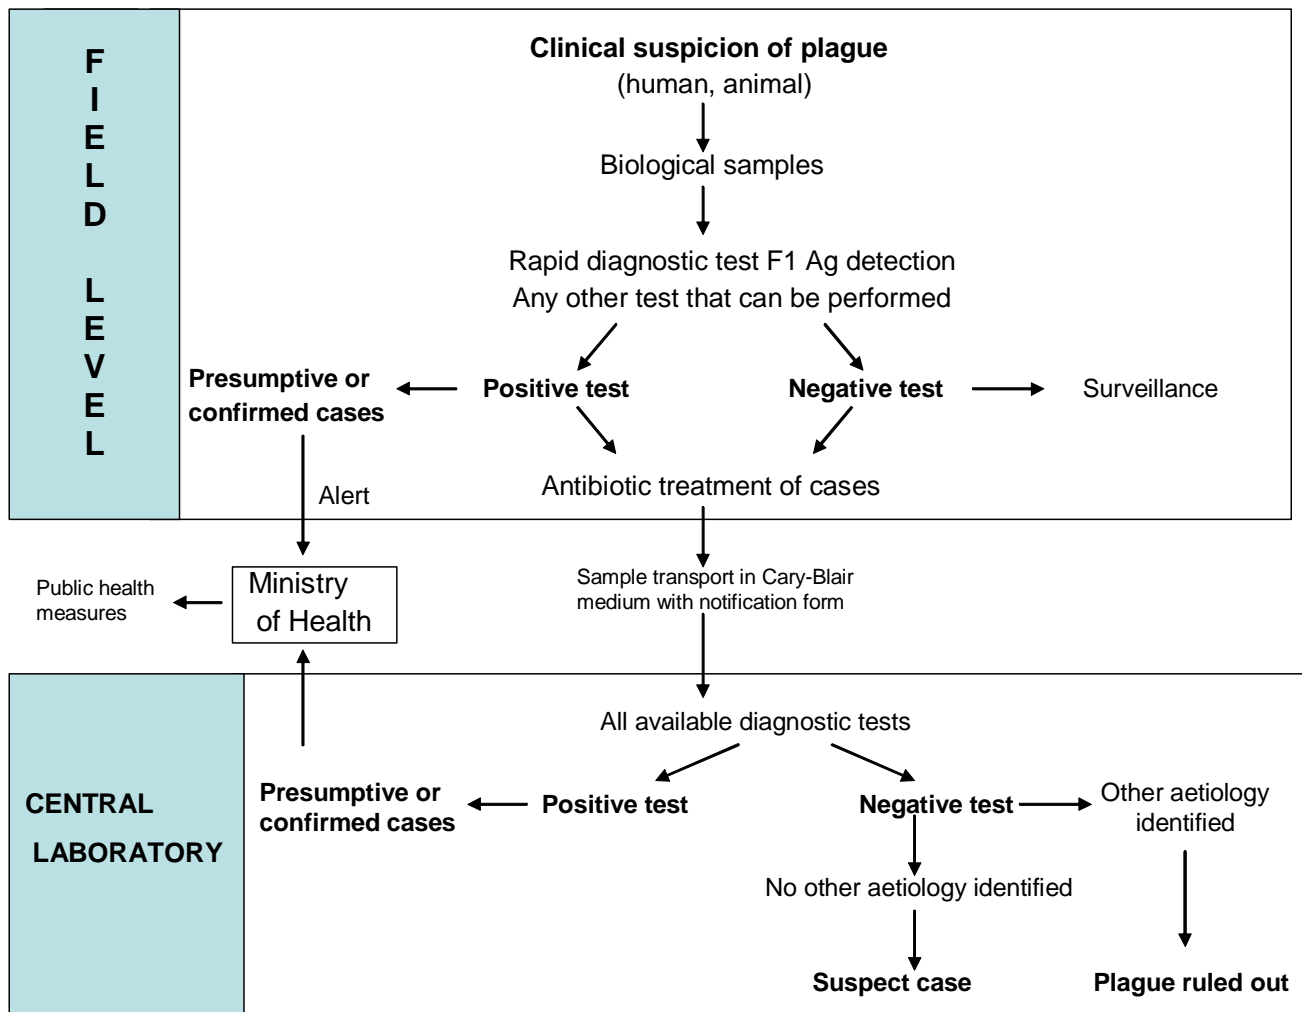 FIELD LEVEL
Clinical suspicion of plague
(human, animal)
Biological samples
Rapid diagnostic test F1 Ag detection
Any other test that can be performed
Presumptive or
confirmed cases
Positive test
Negative test
Surveillance
Antibiotic treatment of cases
Alert
Public health
measures
Ministry
of Health
Sample transport in Cary-Blair
medium with notification form
CENTRAL
LABORATORY
All available diagnostic tests
Presumptive or
confirmed cases
Positive test
Negative test
Other aetiology
identified
No other aetiology identified
Suspect case
Plague ruled out